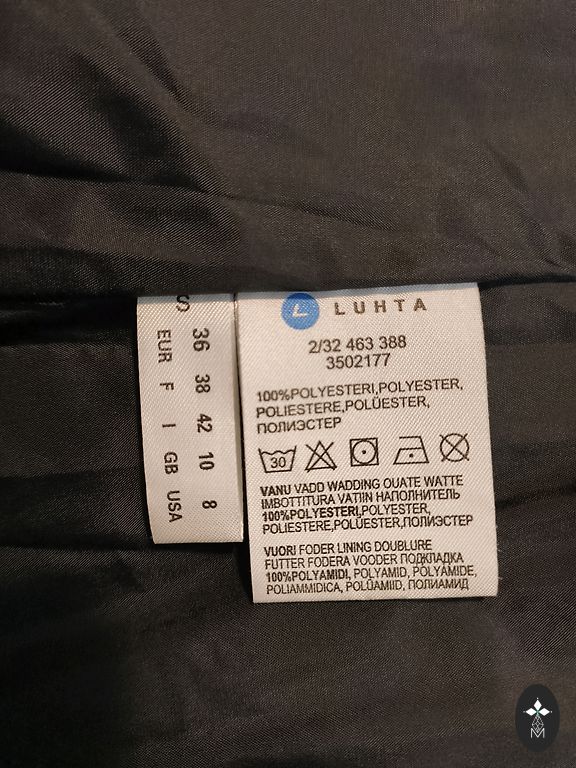 S
36 38 42 10 8
EUR F I GB USA
L LUHTA
2/32 463 388
3502177
100%POLYESTERI,POLYESTER,
POLIESTERE,POLÜESTER,
ПОЛИЭСТЕР
30
VANU VADD WADDING OUATE WATTE
IMBOTTITURA VATIIN НАПОЛНИТЕЛЬ
100%POLYESTERI,POLYESTER,
POLIESTERE,POLÜESTER,ПОЛИЭСТЕР
VUORI FODER LINING DOUBLURE
FUTTER FODERA VOODER ПОДКЛАДКА
100%POLYAMIDI, POLYAMID, POLYAMIDE,
POLIAMMIDICA, POLÜAMIID, ПОЛИАМИД
M